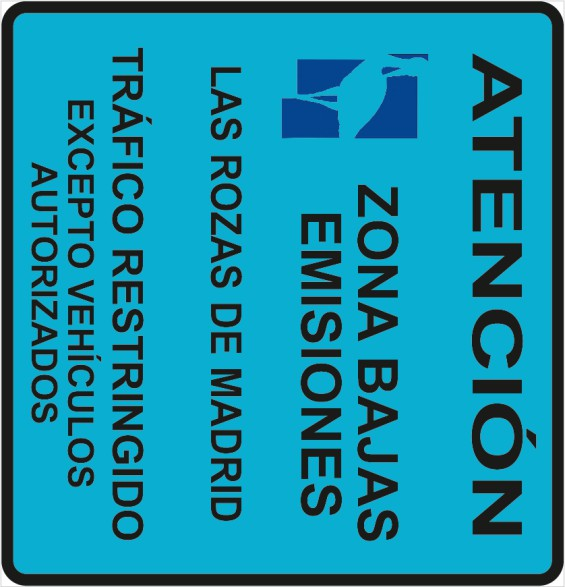 ATENCIÓN
ZONA BAJAS
EMISIONES
LAS ROZAS DE MADRID
TRÁFICO RESTRINGIDO
EXCEPTO VEHÍCULOS
AUTORIZADOS